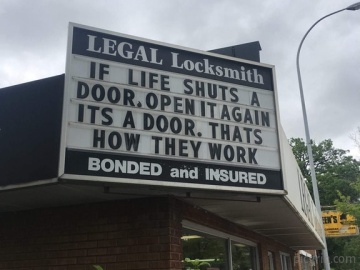 LEGAL Locksmith
IF LIFE SHUTS A
DOOR.OPEN IT AGAIN
ITS A DOOR. THATS
HOW THEY WORK
BONDED and INSURED